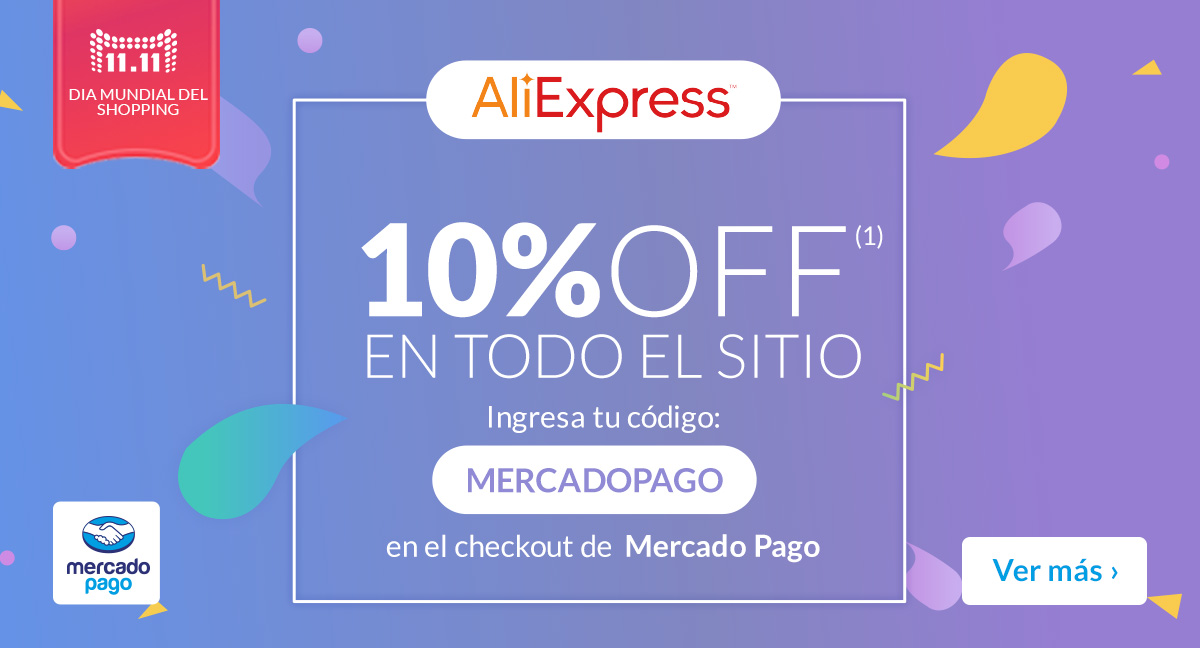 11.11
DIA MUNDIAL DEL
SHOPPING
AliExpress™
10%OFF(1)
EN TODO EL SITIO
Ingresa tu código:
MERCADOPAGO
en el checkout de Mercado Pago
mercado
pago
Ver más ›